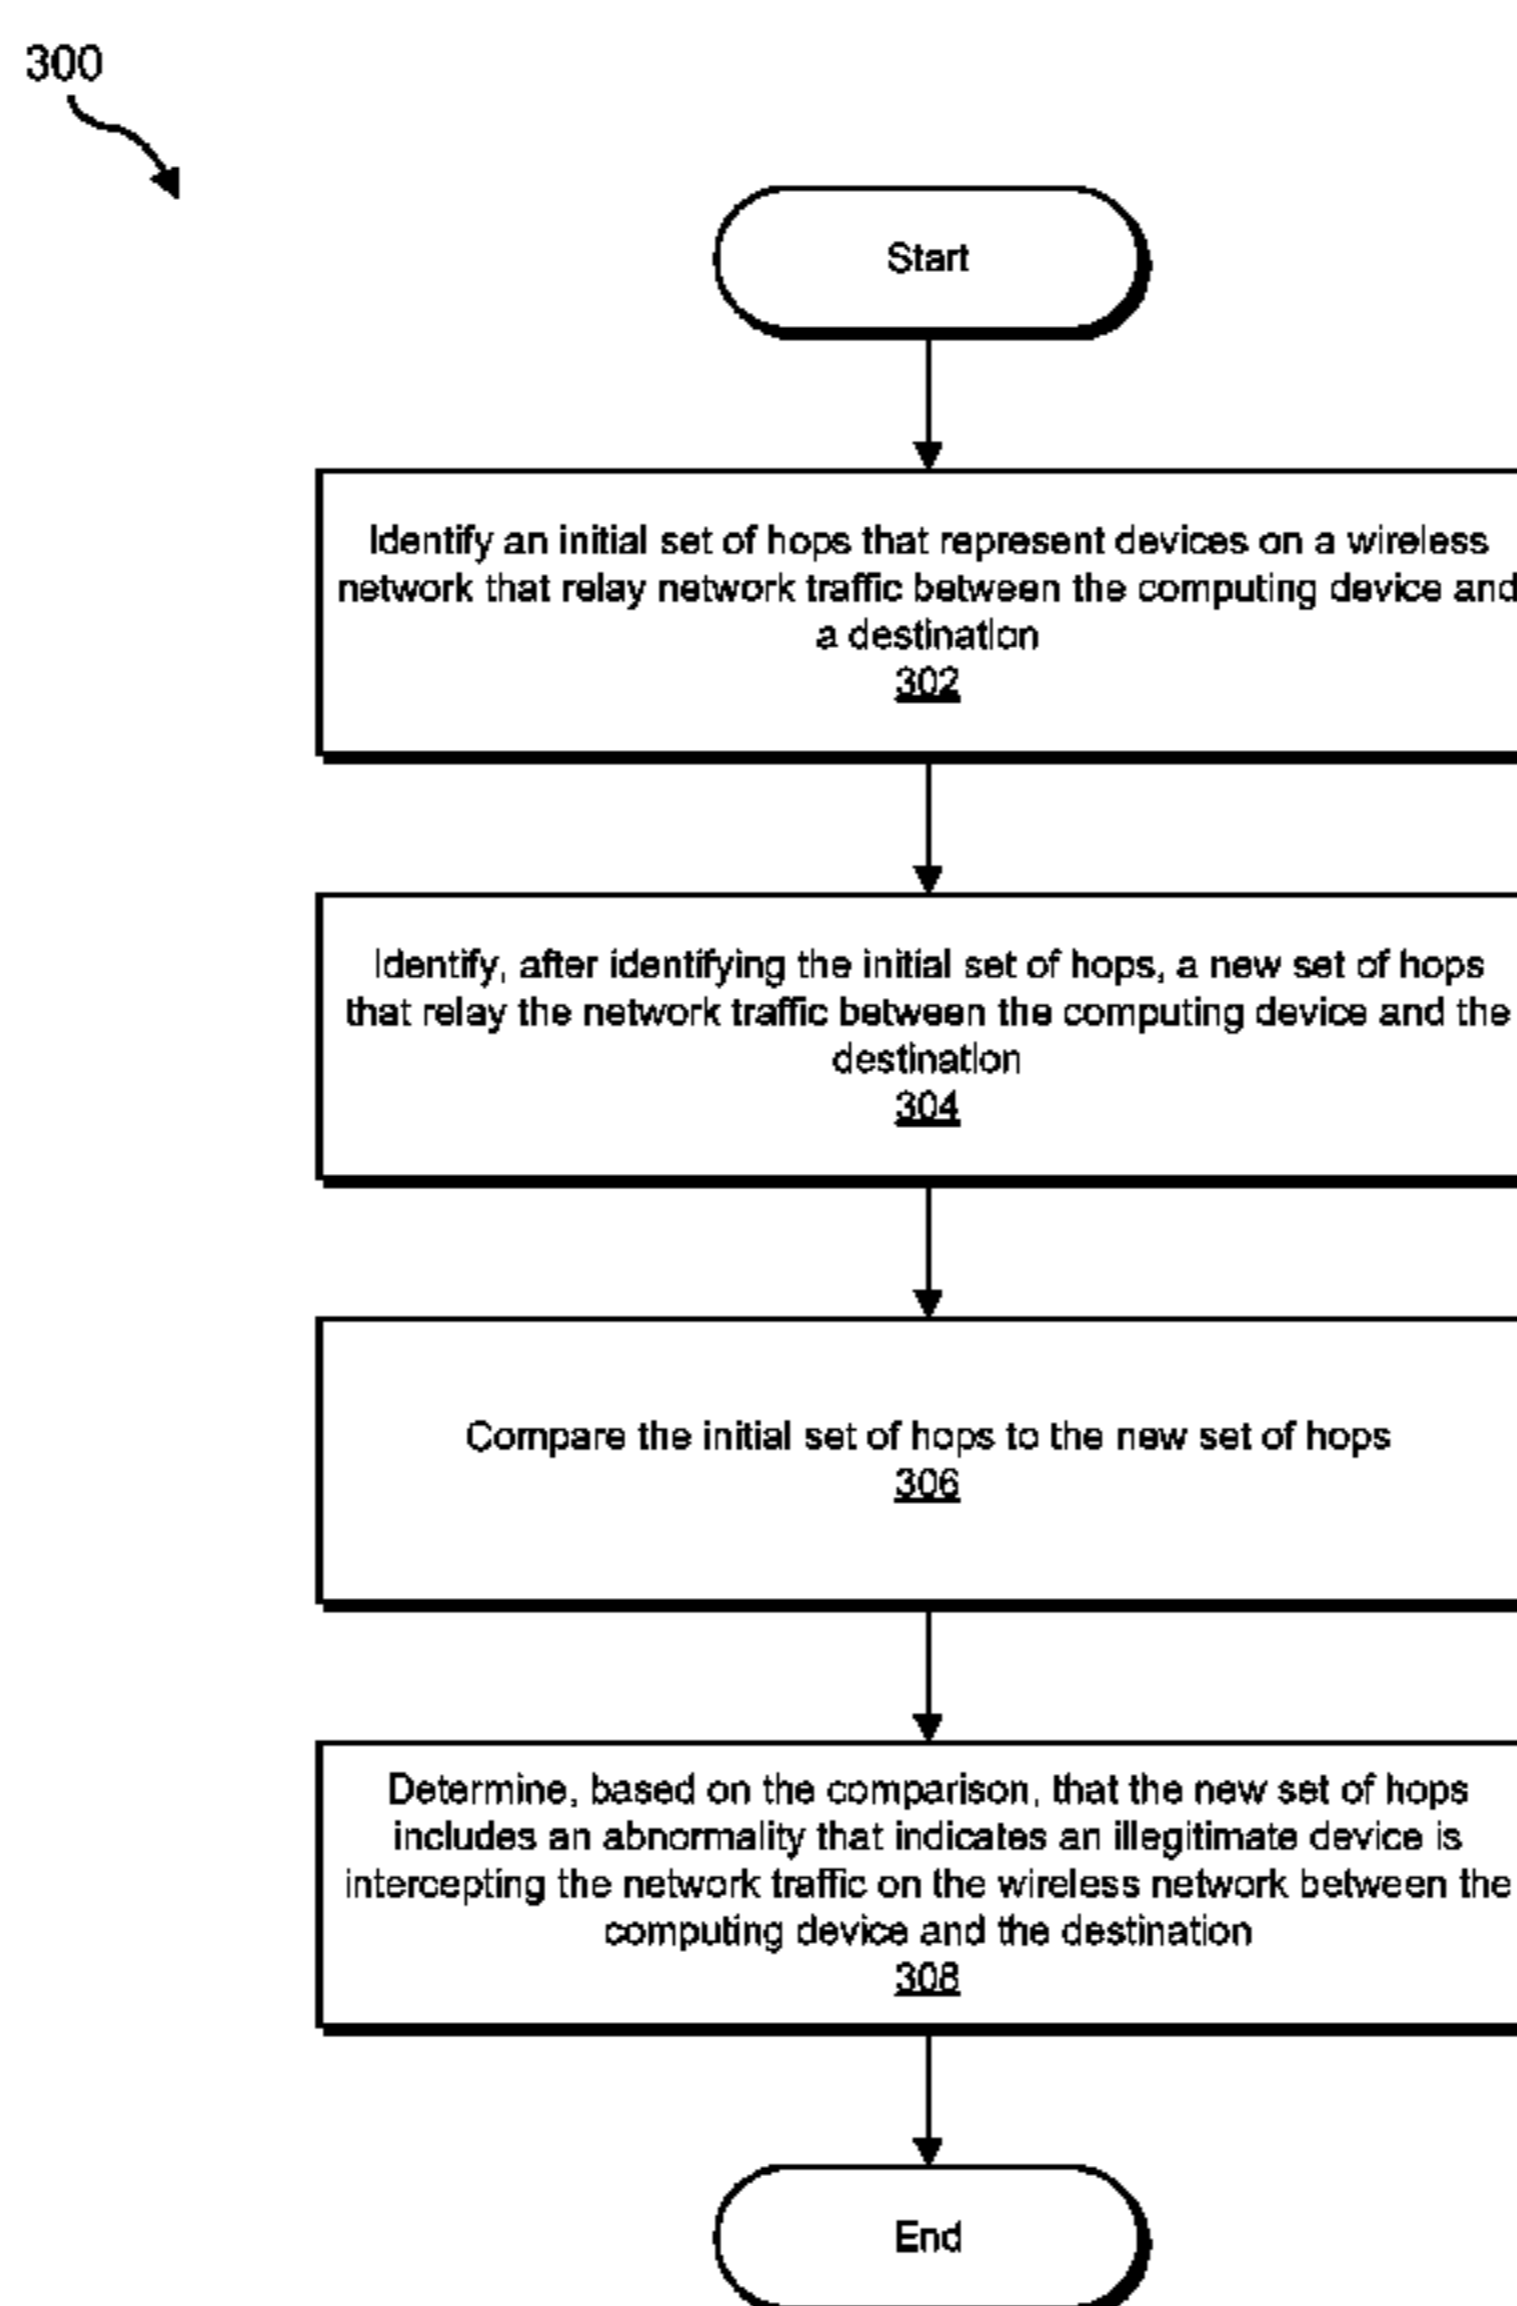 300
Start
Identify an initial set of hops that represent devices on a wireless
network that relay network traffic between the computing device and
a destination
302
Identify, after identifying the initial set of hops, a new set of hops
that relay the network traffic between the computing device and the
destination
304
Compare the initial set of hops to the new set of hops
306
Determine, based on the comparison, that the new set of hops
includes an abnormality that indicates an illegitimate device is
intercepting the network traffic on the wireless network between the
computing device and the destination
308
End